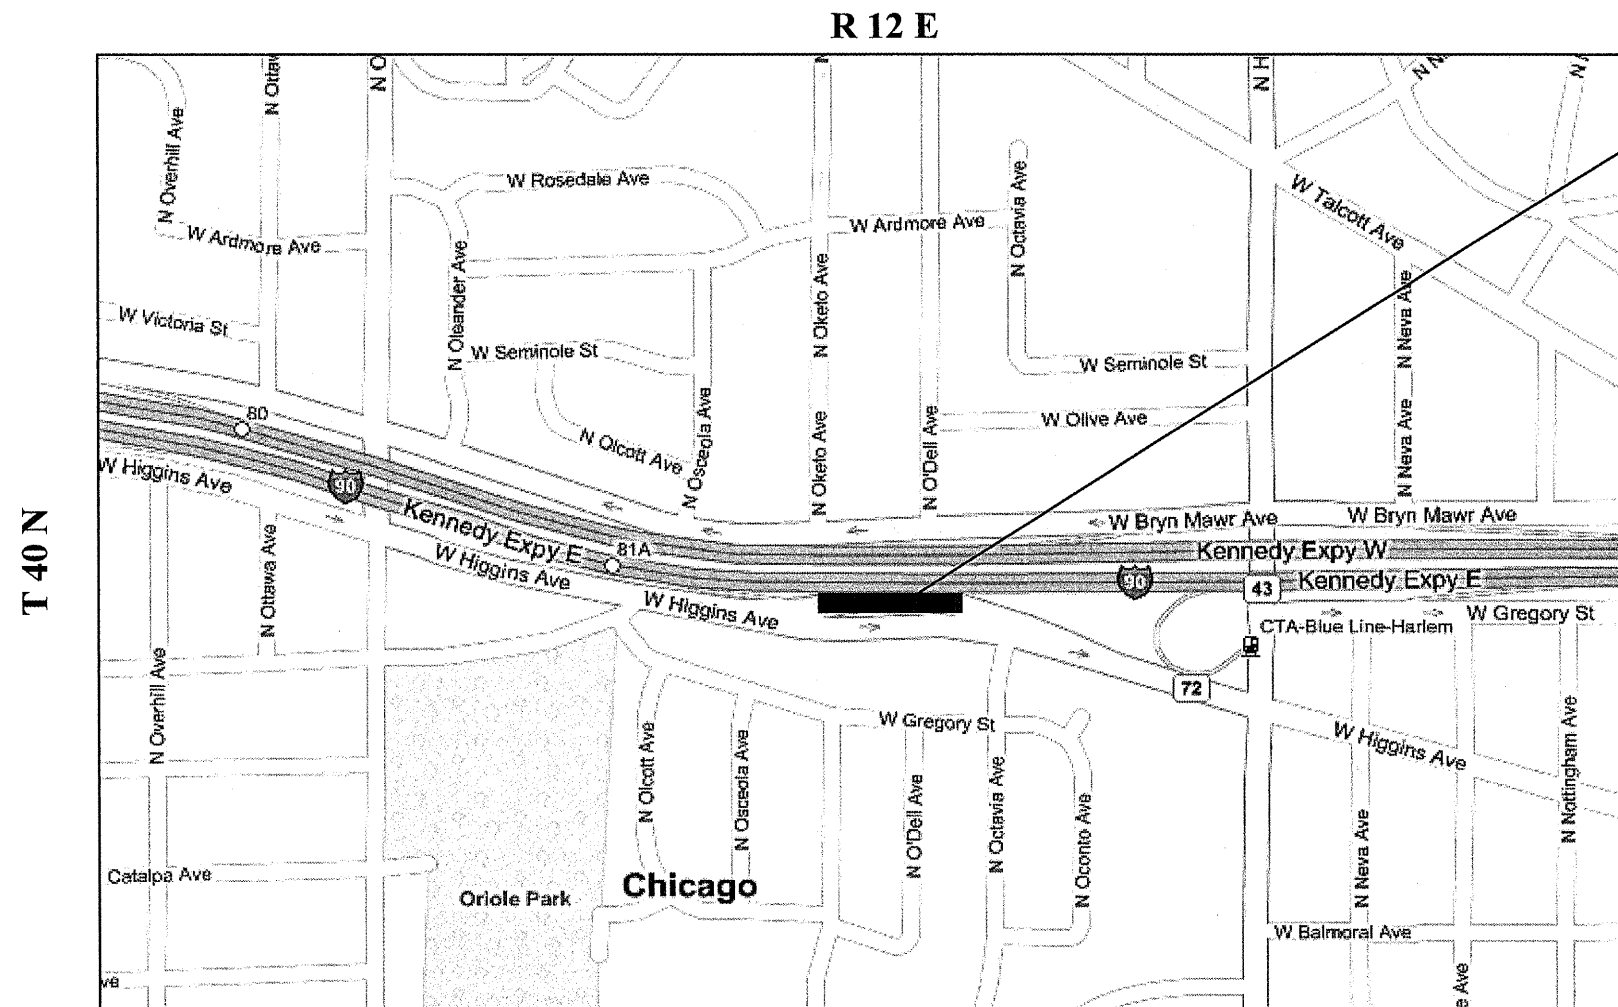 R 12 E
T 40 N
N Overhill Ave
N Ottaw
N O
N H
N N
W Rosedale Ave
W Ardmore Ave
W Ardmore Ave
N Octavia Ave
W Talcott Ave
N Oleander Ave
N Oketo Ave
N Neva Ave
W Victoria St
W Seminole St
W Seminole St
80
N Olcott Ave
N Osceola Ave
N Oketo Ave
N O'Dell Ave
W Olive Ave
N Neva Ave
W Higgins Ave
90
Kennedy Expy E
W Bryn Mawr Ave
W Bryn Mawr Ave
81A
Kennedy Expy W
90
43
Kennedy Expy E
N Ottawa Ave
W Higgins Ave
W Higgins Ave
W Gregory St
CTA-Blue Line-Harlem
72
N Overhill Ave
W Gregory St
W Higgins Ave
N Olcott Ave
N Osceola Ave
N O'Dell Ave
N Octavia Ave
N Oconto Ave
N Neva Ave
N Nottingham Ave
Catalpa Ave
Oriole Park
Chicago
W Balmoral Ave
ve
e Ave